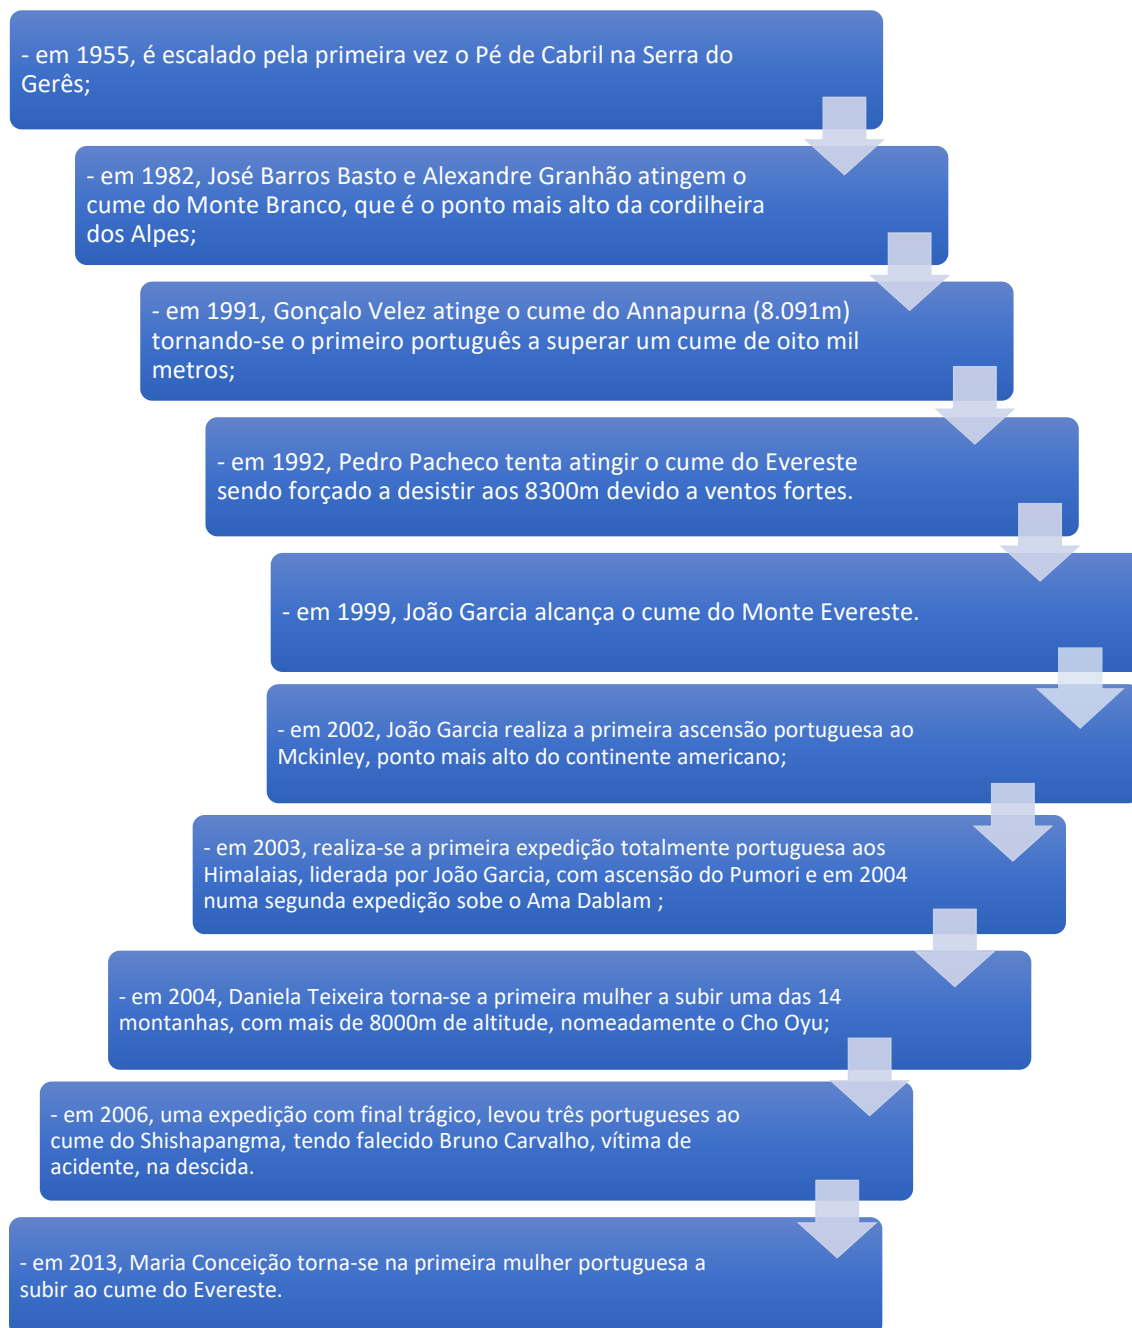 - em 1955, é escalado pela primeira vez o Pé de Cabril na Serra do
Gerês;
- em 1982, José Barros Basto e Alexandre Granhão atingem o
cume do Monte Branco, que é o ponto mais alto da cordilheira
dos Alpes;
- em 1991, Gonçalo Velez atinge o cume do Annapurna (8.091m)
tornando-se o primeiro português a superar um cume de oito mil
metros;
- em 1992, Pedro Pacheco tenta atingir o cume do Evereste
sendo forçado a desistir aos 8300m devido a ventos fortes.
- em 1999, João Garcia alcança o cume do Monte Evereste.
- em 2002, João Garcia realiza a primeira ascensão portuguesa ao
Mckinley, ponto mais alto do continente americano;
- em 2003, realiza-se a primeira expedição totalmente portuguesa aos
Himalaias, liderada por João Garcia, com ascensão do Pumori e em 2004
numa segunda expedição sobe o Ama Dablam ;
- em 2004, Daniela Teixeira torna-se a primeira mulher a subir uma das 14
montanhas, com mais de 8000m de altitude, nomeadamente o Cho Oyu;
- em 2006, uma expedição com final trágico, levou três portugueses ao
cume do Shishapangma, tendo falecido Bruno Carvalho, vítima de
acidente, na descida.
- em 2013, Maria Conceição torna-se na primeira mulher portuguesa a
subir ao cume do Evereste.